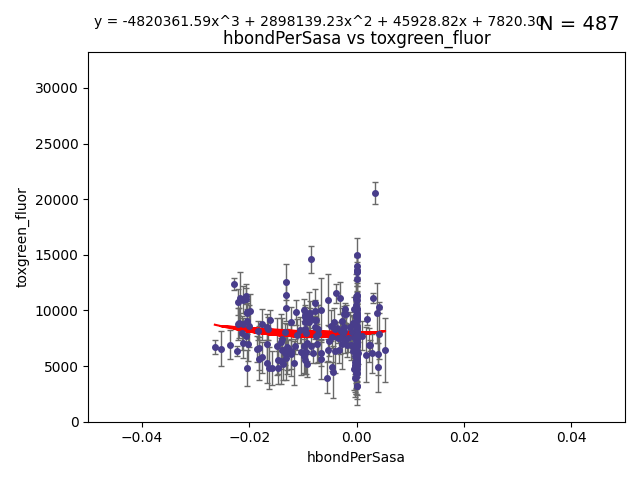 y = -4820361.59x^3 + 2898139.23x^2 + 45928.82x + 7820.30
N = 487
hbondPerSasa vs toxgreen_fluor
30000
25000
20000
15000
10000
5000
0
toxgreen_fluor
−0.04 −0.02 0.00 0.02 0.04
hbondPerSasa